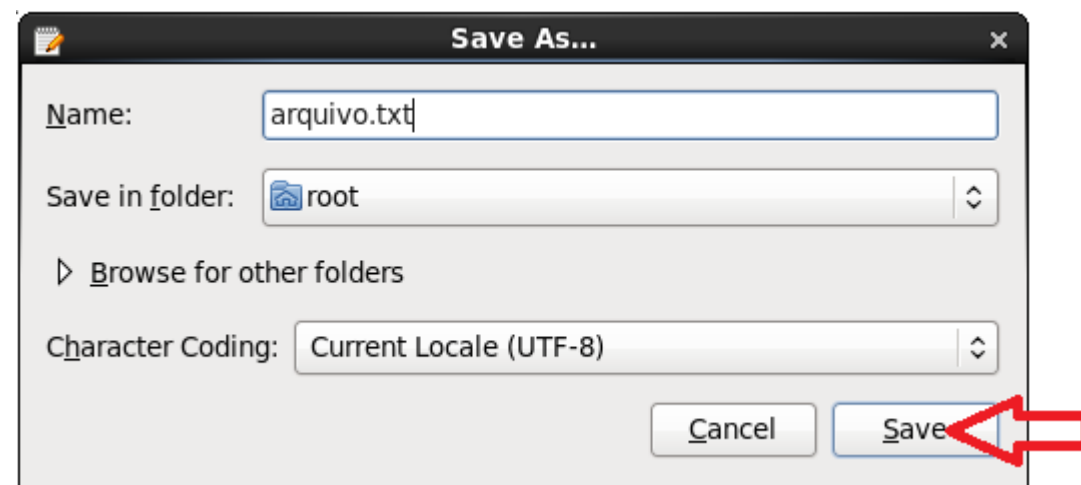 Save As...
Name: arquivo.txt
Save in folder: root
Browse for other folders
Character Coding: Current Locale (UTF-8)
Cancel Save